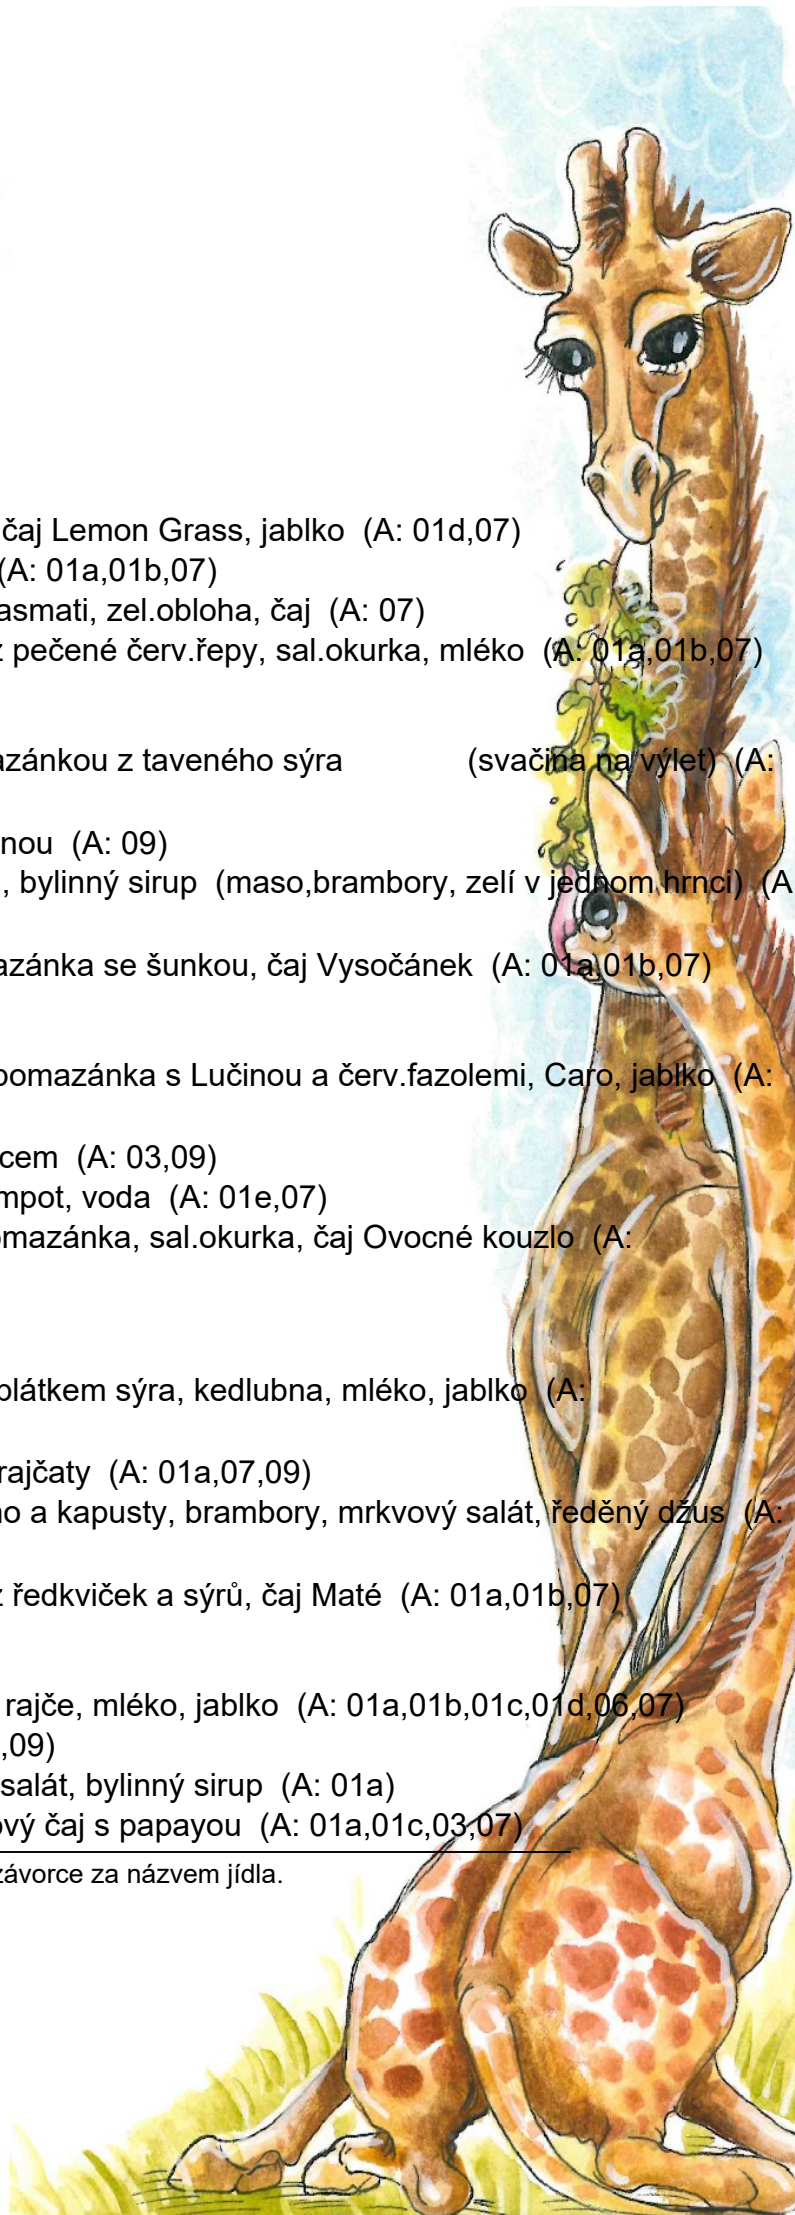 čaj Lemon Grass, jablko (A: 01d,07)
(A: 01a,01b,07)
asmati, zel.obloha, čaj (A: 07)
z pečené červ.řepy, sal.okurka, mléko (A: 01a,01b,07)
azánkou z taveného sýra (svačina na výlet) (A:
nou (A: 09)
, bylinný sirup (maso,brambory, zelí v jednom hrnci) (A
azánka se šunkou, čaj Vysočánek (A: 01a,01b,07)
pomazánka s Lučinou a červ.fazolemi, Caro, jablko (A:
cem (A: 03,09)
mpot, voda (A: 01e,07)
omazánka, sal.okurka, čaj Ovocné kouzlo (A:
plátkem sýra, kedlubna, mléko, jablko (A:
rajčaty (A: 01a,07,09)
ho a kapusty, brambory, mrkvový salát, ředěný džus (A:
z ředkviček a sýrů, čaj Maté (A: 01a,01b,07)
rajče, mléko, jablko (A: 01a,01b,01c,01d,06,07)
,09)
salát, bylinný sirup (A: 01a)
ový čaj s papayou (A: 01a,01c,03,07)
závorce za názvem jídla.